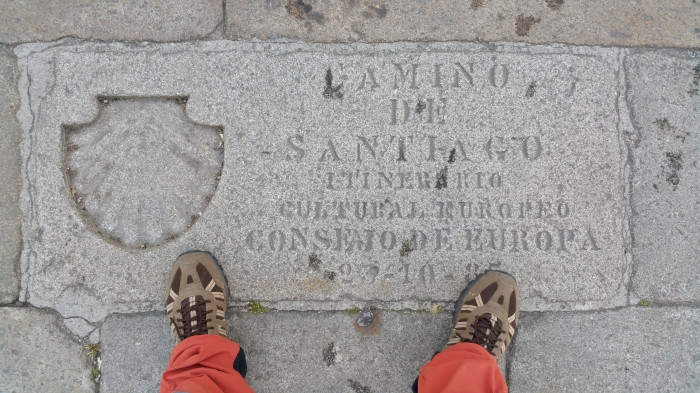 CAMINO
DE
SANTIAGO
ITINERARIO
CULTURAL EUROPEO
CONSEJO DE EUROPA
23-10-87